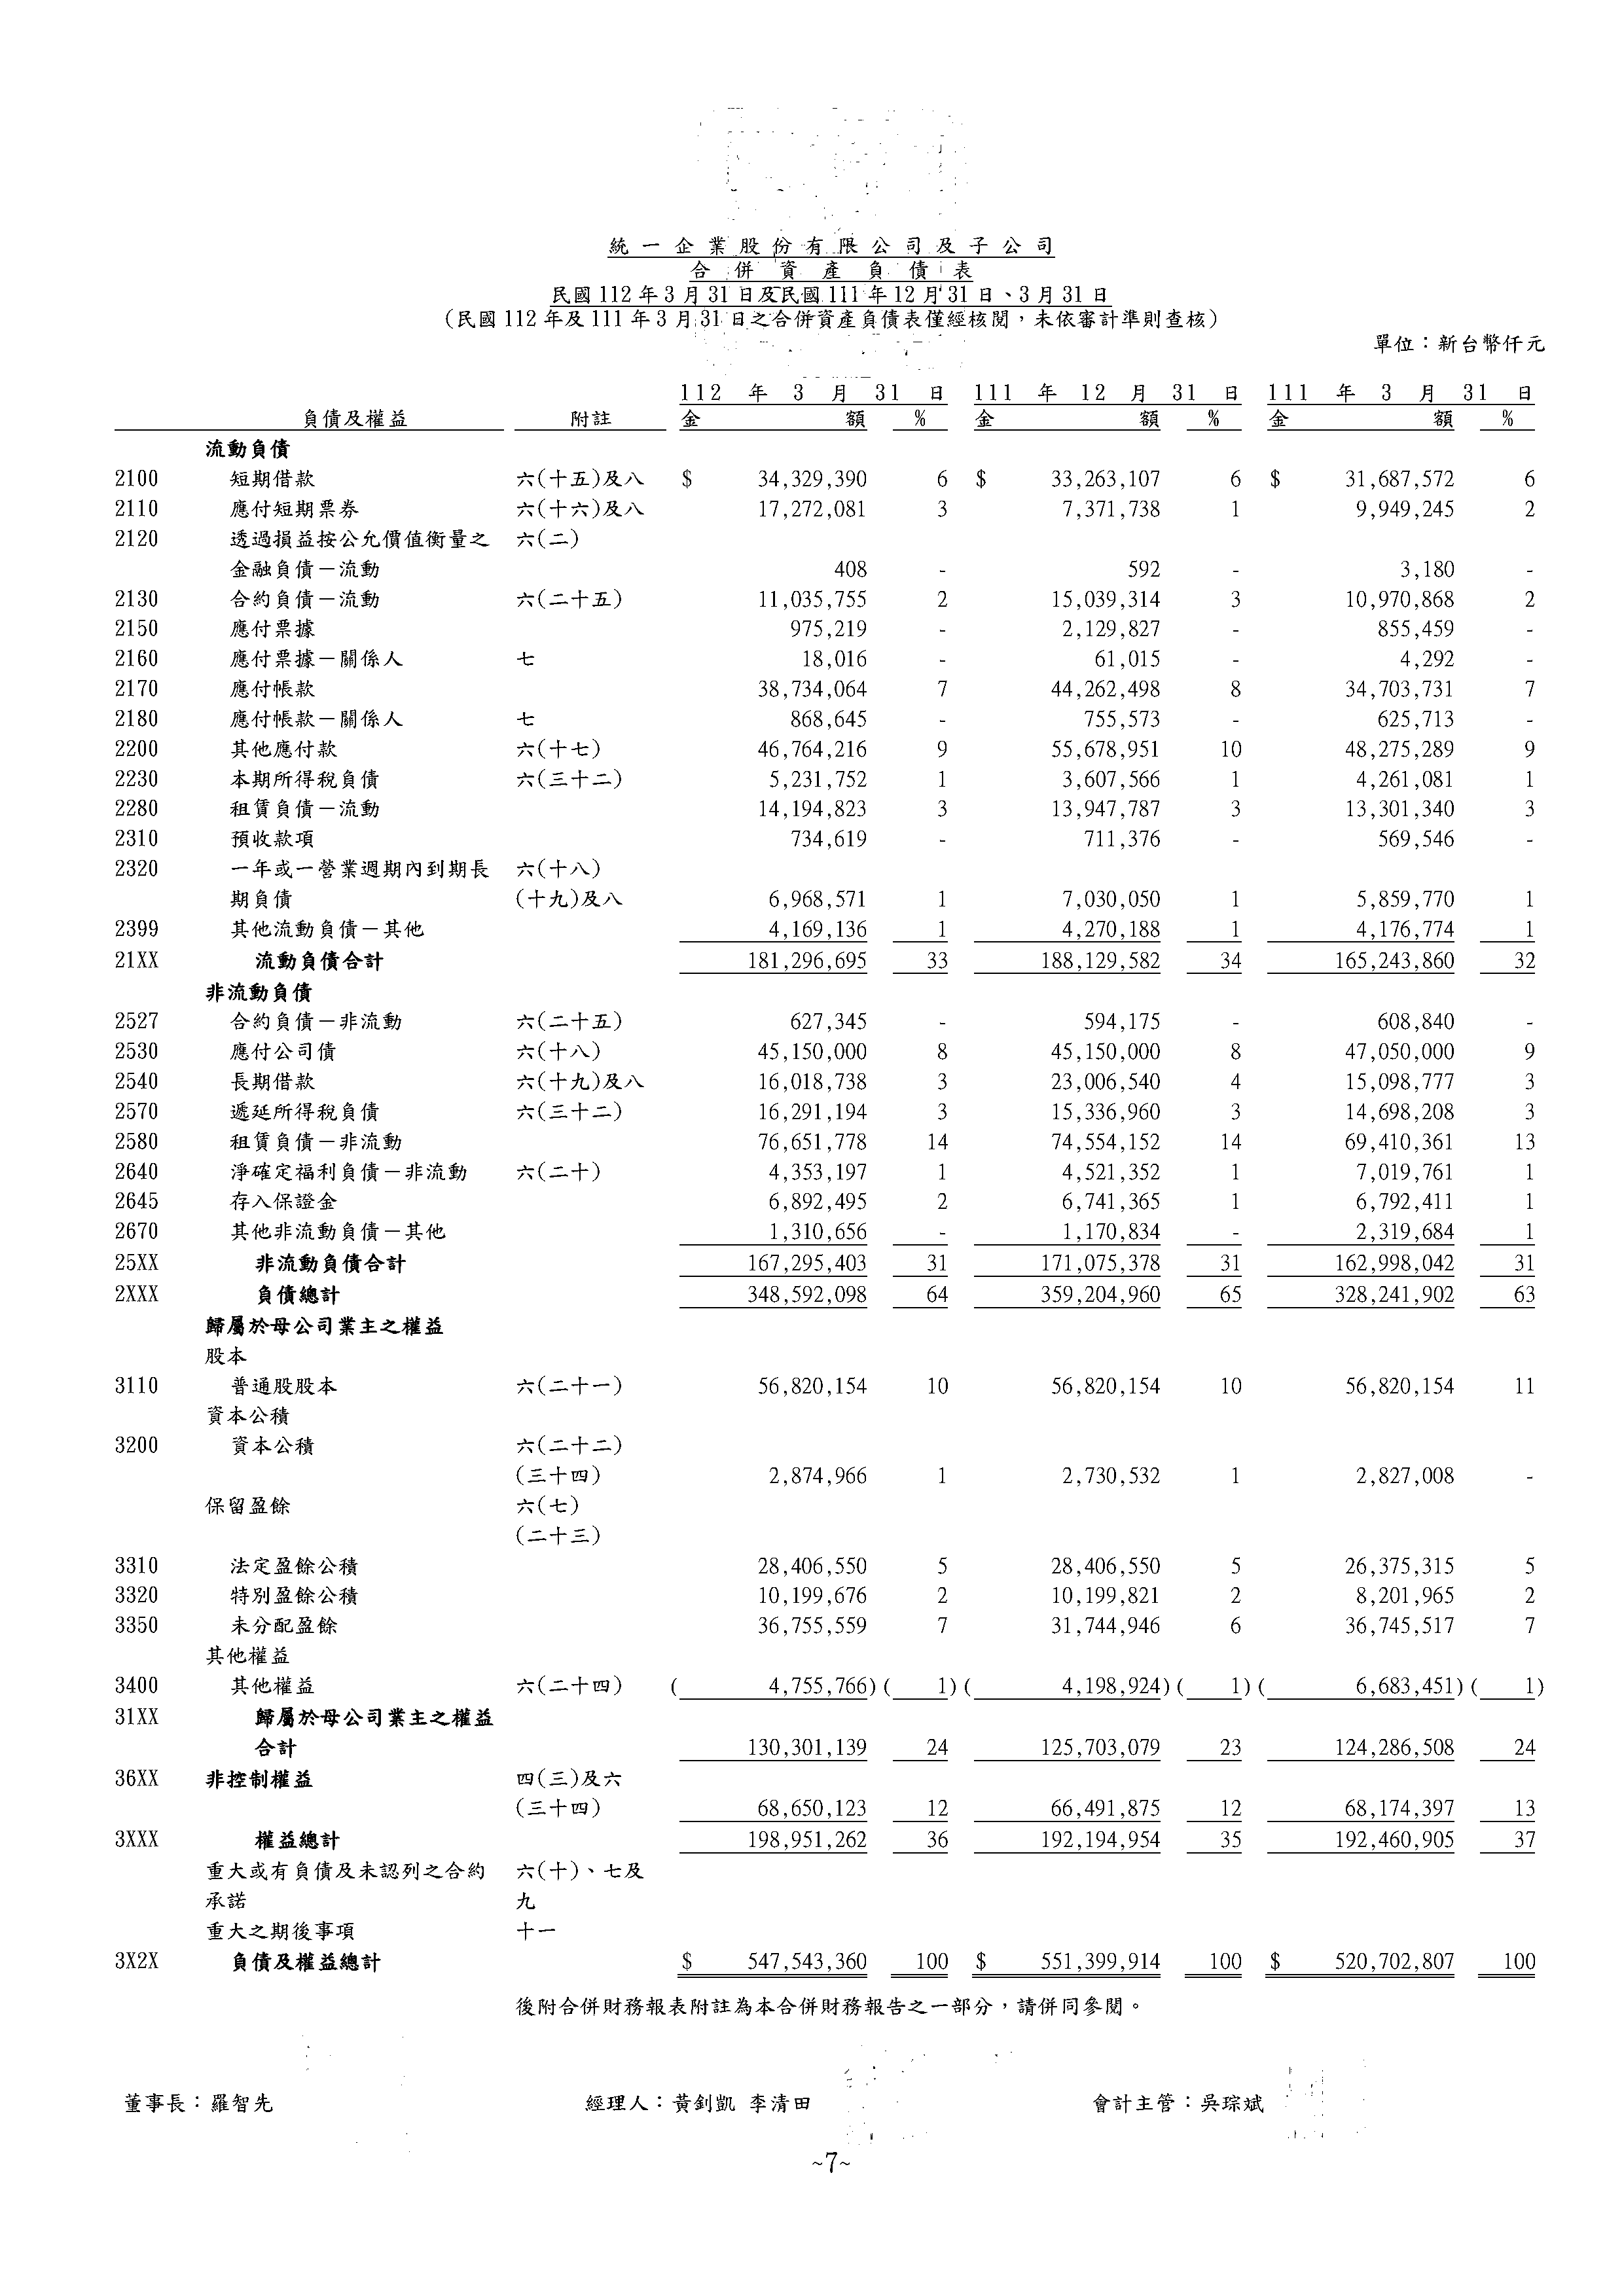 統一企業股份有限公司及子公司
合併資產負債表
民國112年3月31日及民國111年12月31日、3月31日
(民國112年及111年3月31日之合併資產負債表僅經核閱，未依審計準則查核)
單位：新台幣仟元
112 年 3 月 31 日 111 年 12 月 31 日 111 年 3 月 31 日
負債及權益 附註 金 額 % 金 額 % 金 額 %
流動負債
2100 短期借款 六(十五)及八 $ 34,329,390 6 $ 33,263,107 6 $ 31,687,572 6
2110 應付短期票券 六(十六)及八 17,272,081 3 7,371,738 1 9,949,245 2
2120 透過損益按公允價值衡量之 六(二)
金融負債－流動 408 - 592 - 3,180 -
2130 合約負債－流動 六(二十五) 11,035,755 2 15,039,314 3 10,970,868 2
2150 應付票據 975,219 - 2,129,827 - 855,459 -
2160 應付票據－關係人 七 18,016 - 61,015 - 4,292 -
2170 應付帳款 38,734,064 7 44,262,498 8 34,703,731 7
2180 應付帳款－關係人 七 868,645 - 755,573 - 625,713 -
2200 其他應付款 六(十七) 46,764,216 9 55,678,951 10 48,275,289 9
2230 本期所得稅負債 六(三十二) 5,231,752 1 3,607,566 1 4,261,081 1
2280 租賃負債－流動 14,194,823 3 13,947,787 3 13,301,340 3
2310 預收款項 734,619 - 711,376 - 569,546 -
2320 一年或一營業週期內到期長 六(十八)
期負債 (十九)及八 6,968,571 1 7,030,050 1 5,859,770 1
2399 其他流動負債－其他 4,169,136 1 4,270,188 1 4,176,774 1
21XX 流動負債合計 181,296,695 33 188,129,582 34 165,243,860 32
非流動負債
2527 合約負債－非流動 六(二十五) 627,345 - 594,175 - 608,840 -
2530 應付公司債 六(十八) 45,150,000 8 45,150,000 8 47,050,000 9
2540 長期借款 六(十九)及八 16,018,738 3 23,006,540 4 15,098,777 3
2570 遞延所得稅負債 六(三十二) 16,291,194 3 15,336,960 3 14,698,208 3
2580 租賃負債－非流動 76,651,778 14 74,554,152 14 69,410,361 13
2640 淨確定福利負債－非流動 六(二十) 4,353,197 1 4,521,352 1 7,019,761 1
2645 存入保證金 6,892,495 2 6,741,365 1 6,792,411 1
2670 其他非流動負債－其他 1,310,656 - 1,170,834 - 2,319,684 1
25XX 非流動負債合計 167,295,403 31 171,075,378 31 162,998,042 31
2XXX 負債總計 348,592,098 64 359,204,960 65 328,241,902 63
歸屬於母公司業主之權益
股本
3110 普通股股本 六(二十一) 56,820,154 10 56,820,154 10 56,820,154 11
資本公積
3200 資本公積 六(二十二)
(三十四) 2,874,966 1 2,730,532 1 2,827,008 -
保留盈餘 六(七)
(二十三)
3310 法定盈餘公積 28,406,550 5 28,406,550 5 26,375,315 5
3320 特別盈餘公積 10,199,676 2 10,199,821 2 8,201,965 2
3350 未分配盈餘 36,755,559 7 31,744,946 6 36,745,517 7
其他權益
3400 其他權益 六(二十四) ( 4,755,766) ( 1) ( 4,198,924) ( 1) ( 6,683,451) ( 1)
31XX 歸屬於母公司業主之權益
合計 130,301,139 24 125,703,079 23 124,286,508 24
36XX 非控制權益 四(三)及六
(三十四) 68,650,123 12 66,491,875 12 68,174,397 13
3XXX 權益總計 198,951,262 36 192,194,954 35 192,460,905 37
重大或有負債及未認列之合約 六(十)、七及
承諾 九
重大之期後事項 十一
3X2X 負債及權益總計 $ 547,543,360 100 $ 551,399,914 100 $ 520,702,807 100
後附合併財務報表附註為本合併財務報告之一部分，請併同參閱。
董事長：羅智先 經理人：黃釗凱 李清田 會計主管：吳琮斌
~7~